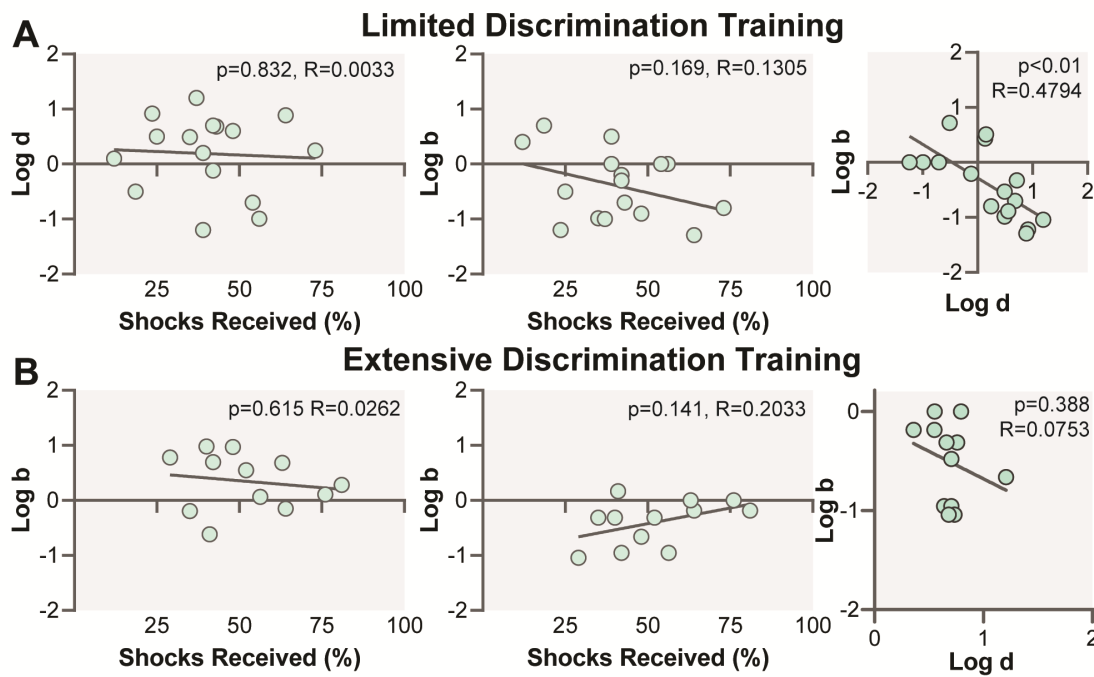 A
Limited Discrimination Training
2
1
0
-1
-2
Log d
p=0.832, R=0.0033
25 50 75 100
Shocks Received (%)
2
1
0
-1
-2
Log b
p=0.169, R=0.1305
25 50 75 100
Shocks Received (%)
2
1
-1
-2
Log b
p<0.01
R=0.4794
-2 -1 1 2
Log d
B
Extensive Discrimination Training
2
1
0
-1
-2
Log b
p=0.615 R=0.0262
25 50 75 100
Shocks Received (%)
2
1
0
-1
-2
Log b
p=0.141, R=0.2033
25 50 75 100
Shocks Received (%)
0
-1
-2
Log b
p=0.388
R=0.0753
0 1 2
Log d